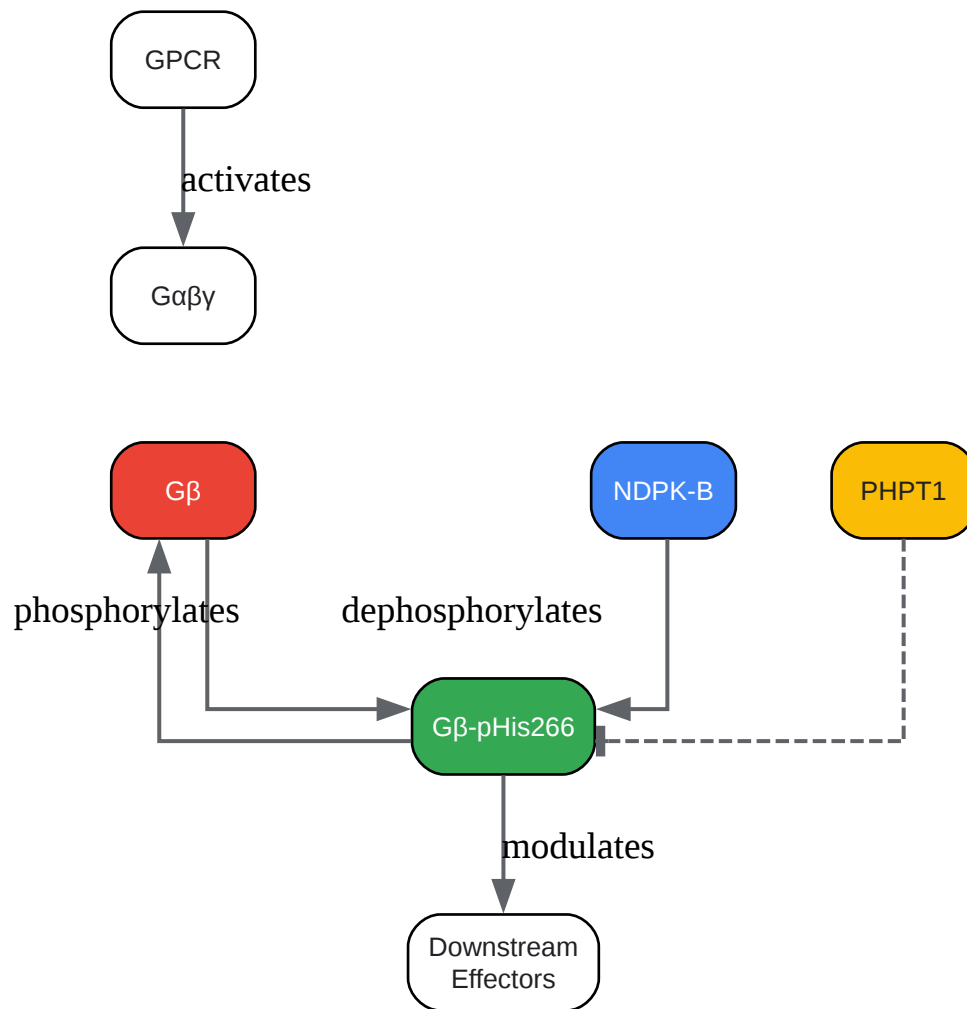 GPCR
activates
Gαβγ
Gβ
NDPK-B
PHPT1
phosphorylates
dephosphorylates
Gβ-pHis266
modulates
Downstream
Effectors